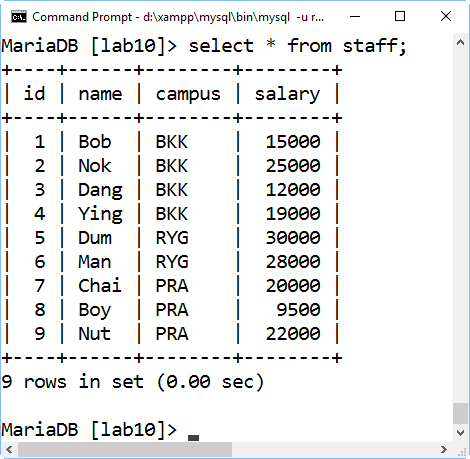 Command Prompt - d:\xampp\mysql\bin\mysql -u r...
MariaDB [lab10]> select * from staff;
+----+------+--------+--------+
| id | name | campus | salary |
+----+------+--------+--------+
|  1 | Bob  | BKK    |  15000 |
|  2 | Nok  | BKK    |  25000 |
|  3 | Dang | BKK    |  12000 |
|  4 | Ying | BKK    |  19000 |
|  5 | Dum  | RYG    |  30000 |
|  6 | Man  | RYG    |  28000 |
|  7 | Chai | PRA    |  20000 |
|  8 | Boy  | PRA    |   9500 |
|  9 | Nut  | PRA    |  22000 |
+----+------+--------+--------+
9 rows in set (0.00 sec)
MariaDB [lab10]>